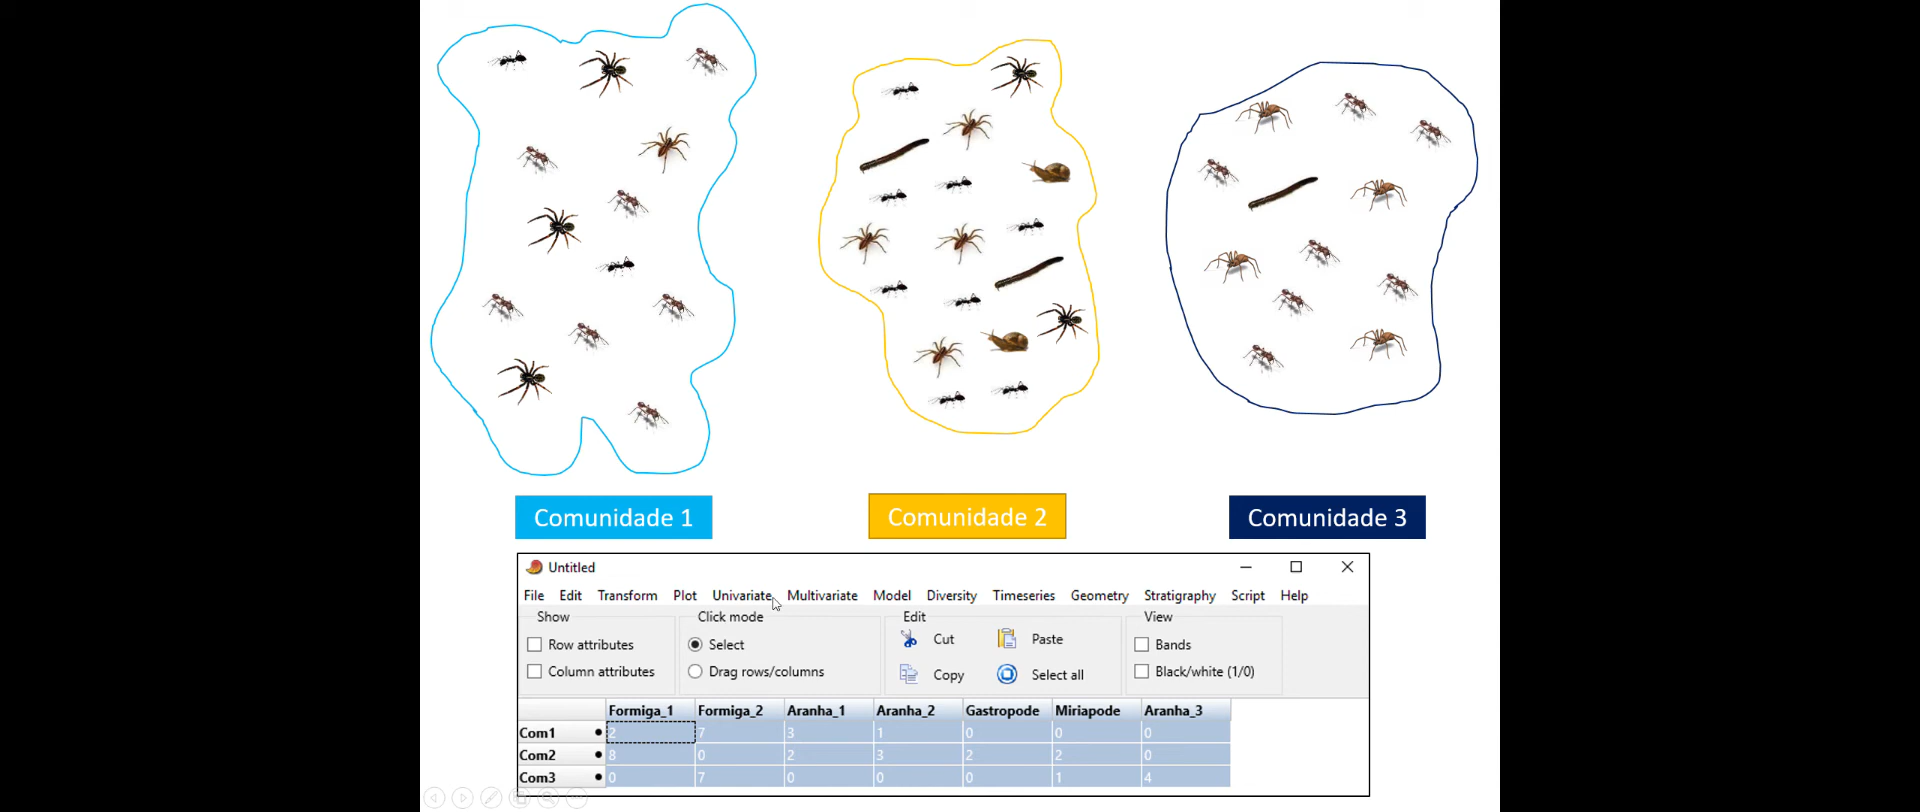 Comunidade 1
Comunidade 2
Comunidade 3
Untitled
File Edit Transform Plot Univariate Multivariate Model Diversity Timeseries Geometry Stratigraphy Script Help
Show
Row attributes
Column attributes
Click mode
Select
Drag rows/columns
Edit
Cut Paste
Copy Select all
View
Bands
Black/white (1/0)
Formiga_1 Formiga_2 Aranha_1 Aranha_2 Gastropode Miriapode Aranha_3
Com1 2 7 3 1 0 0 0
Com2 8 0 2 3 2 2 0
Com3 0 7 0 0 0 1 4